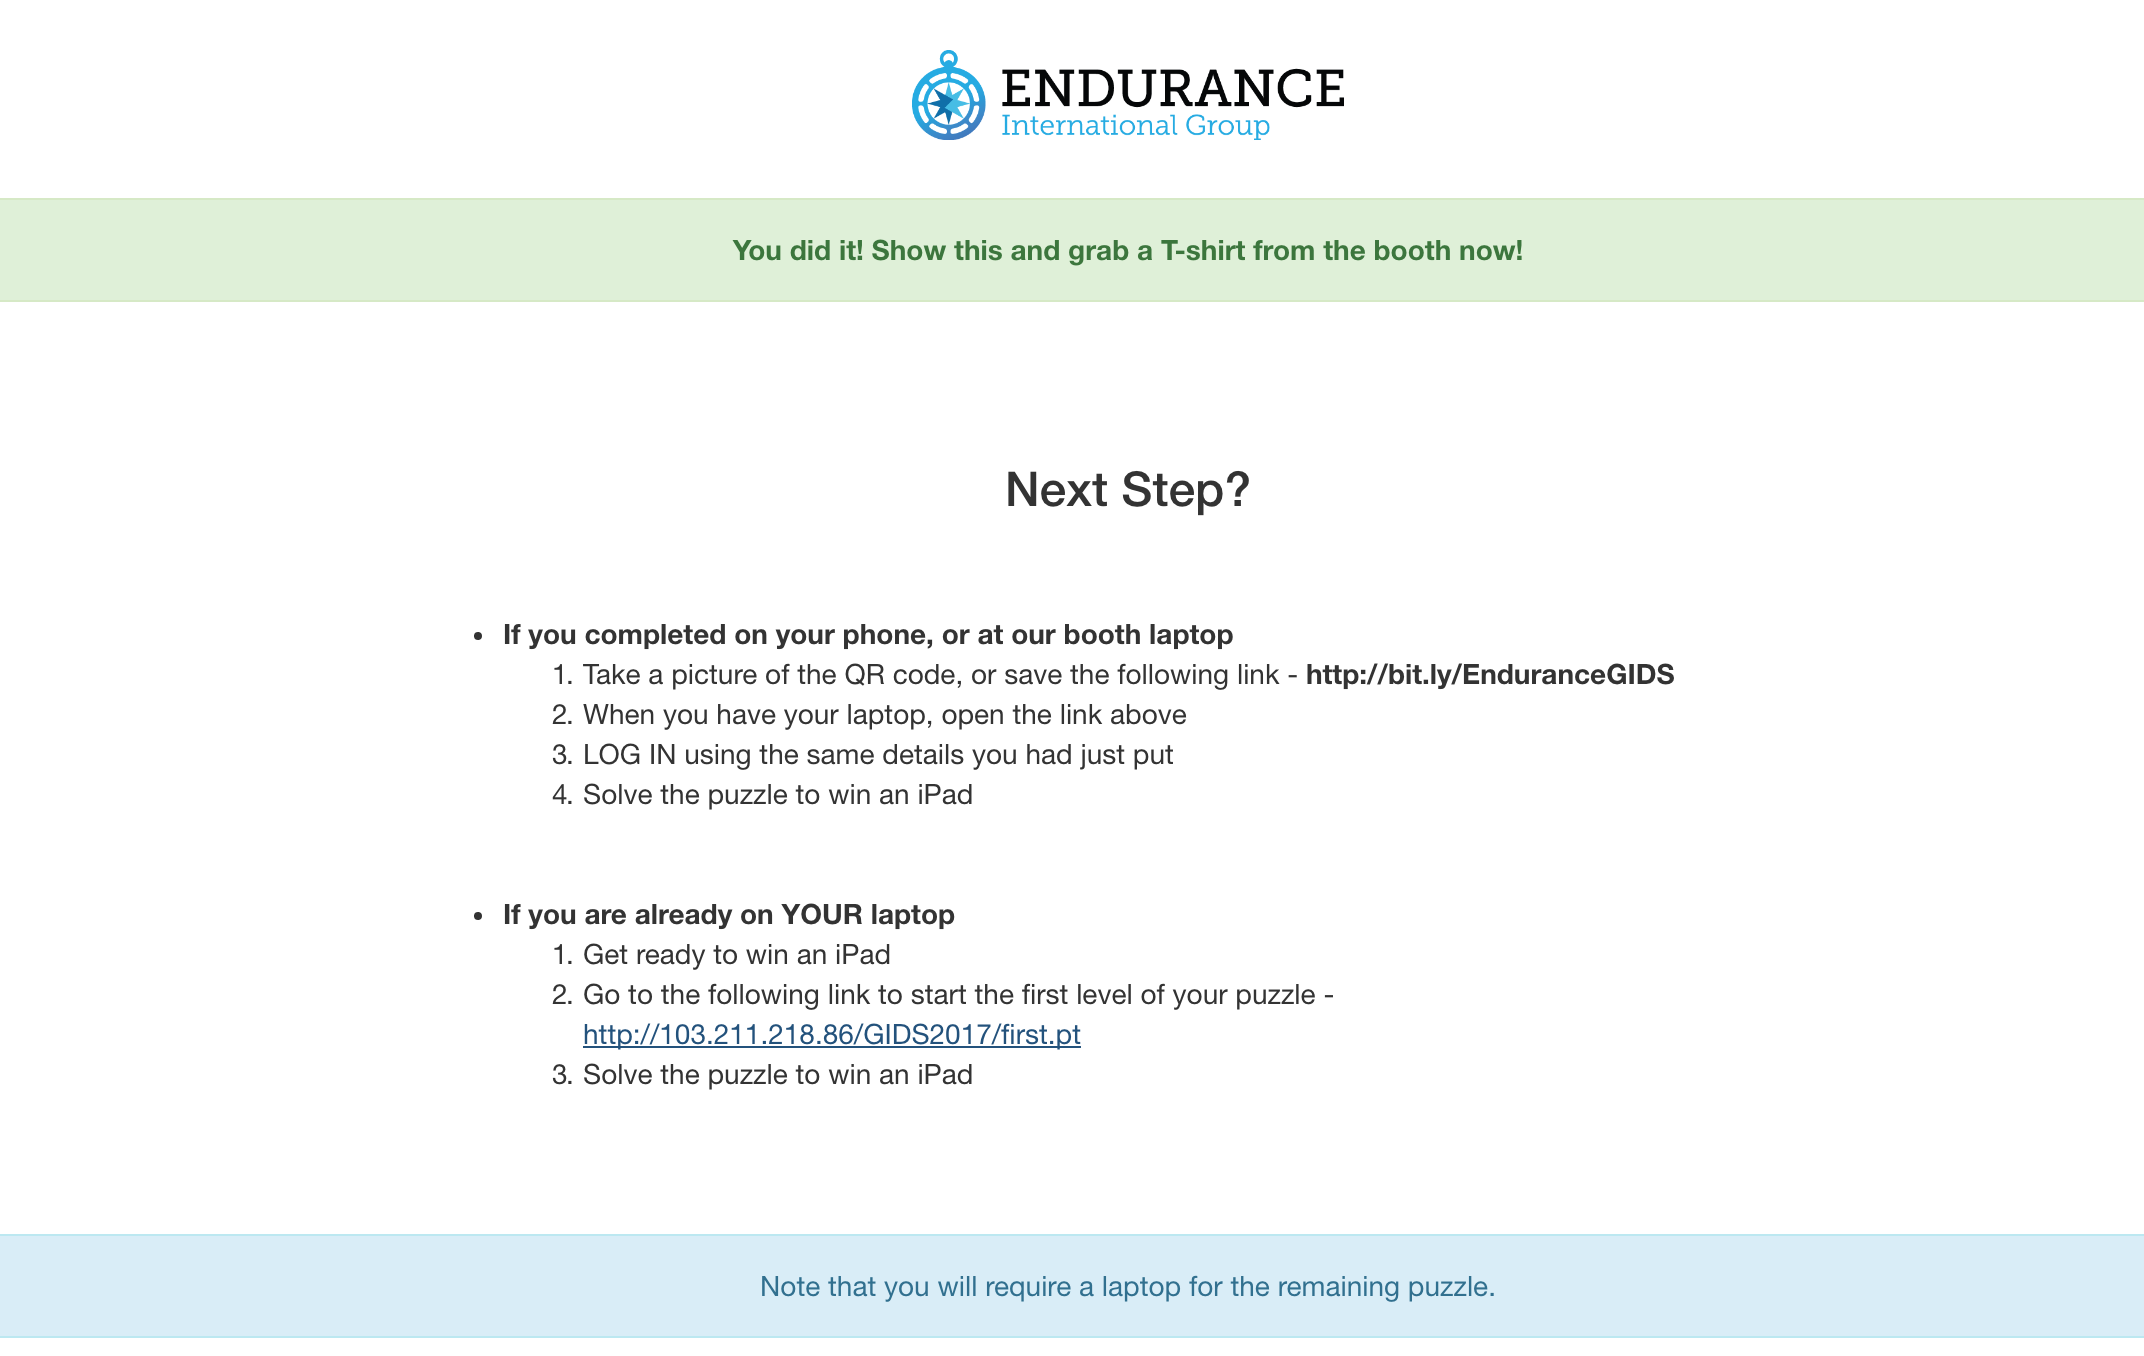 ENDURANCE
International Group
You did it! Show this and grab a T-shirt from the booth now!
Next Step?
• If you completed on your phone, or at our booth laptop
1. Take a picture of the QR code, or save the following link - http://bit.ly/EnduranceGIDS
2. When you have your laptop, open the link above
3. LOG IN using the same details you had just put
4. Solve the puzzle to win an iPad
• If you are already on YOUR laptop
1. Get ready to win an iPad
2. Go to the following link to start the first level of your puzzle -
http://103.211.218.86/GIDS2017/first.pt
3. Solve the puzzle to win an iPad
Note that you will require a laptop for the remaining puzzle.